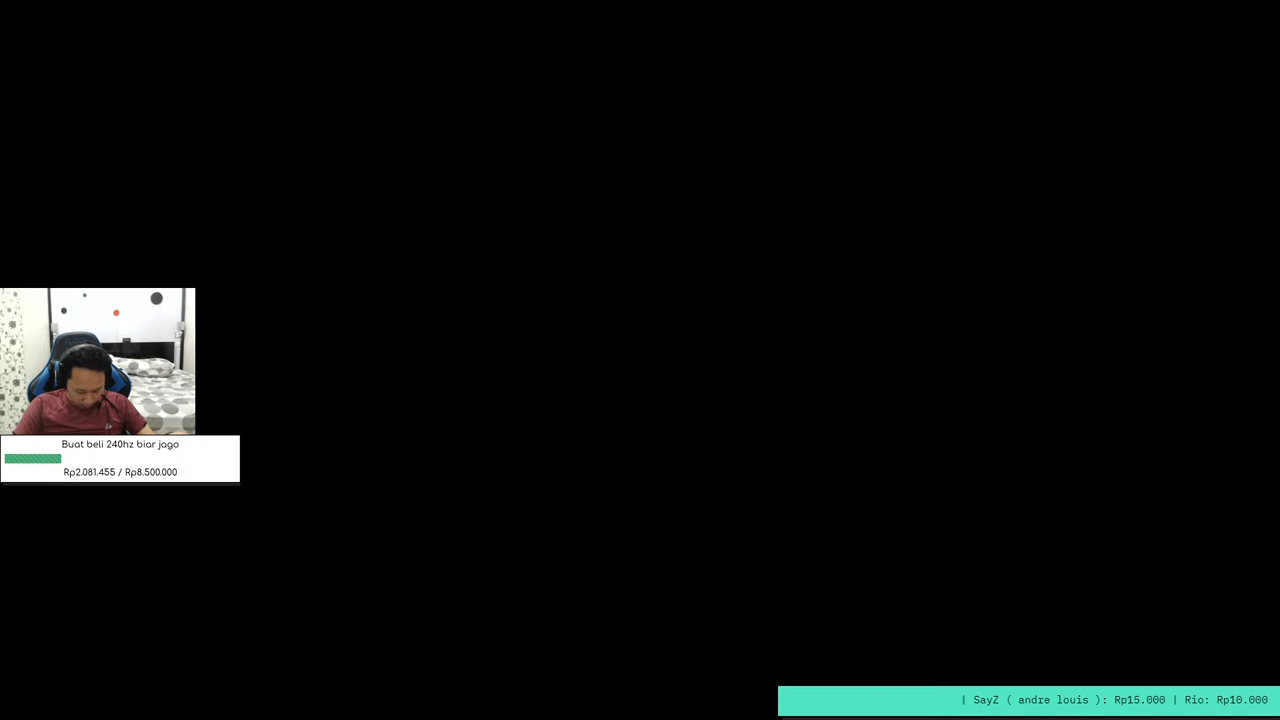 Buat beli 240hz biar jago
Rp2.081.455 / Rp8.500.000
| SayZ ( andre louis ): Rp15.000 | Rio: Rp10.000